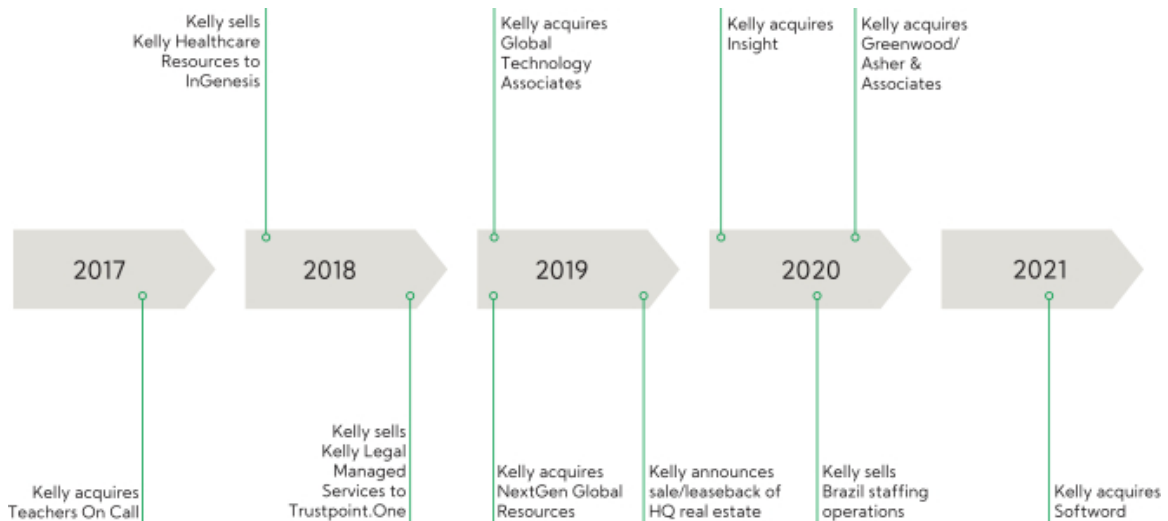 Kelly sells
Kelly Healthcare
Resources to
InGenesis
Kelly acquires
Global
Technology
Associates
Kelly acquires
Insight
Kelly acquires
Greenwood/
Asher &
Associates
2017
2018
2019
2020
2021
Kelly acquires
Teachers On Call
Kelly sells
Kelly Legal
Managed
Services to
Trustpoint.One
Kelly acquires
NextGen Global
Resources
Kelly announces
sale/leaseback of
HQ real estate
Kelly sells
Brazil staffing
operations
Kelly acquires
Softword